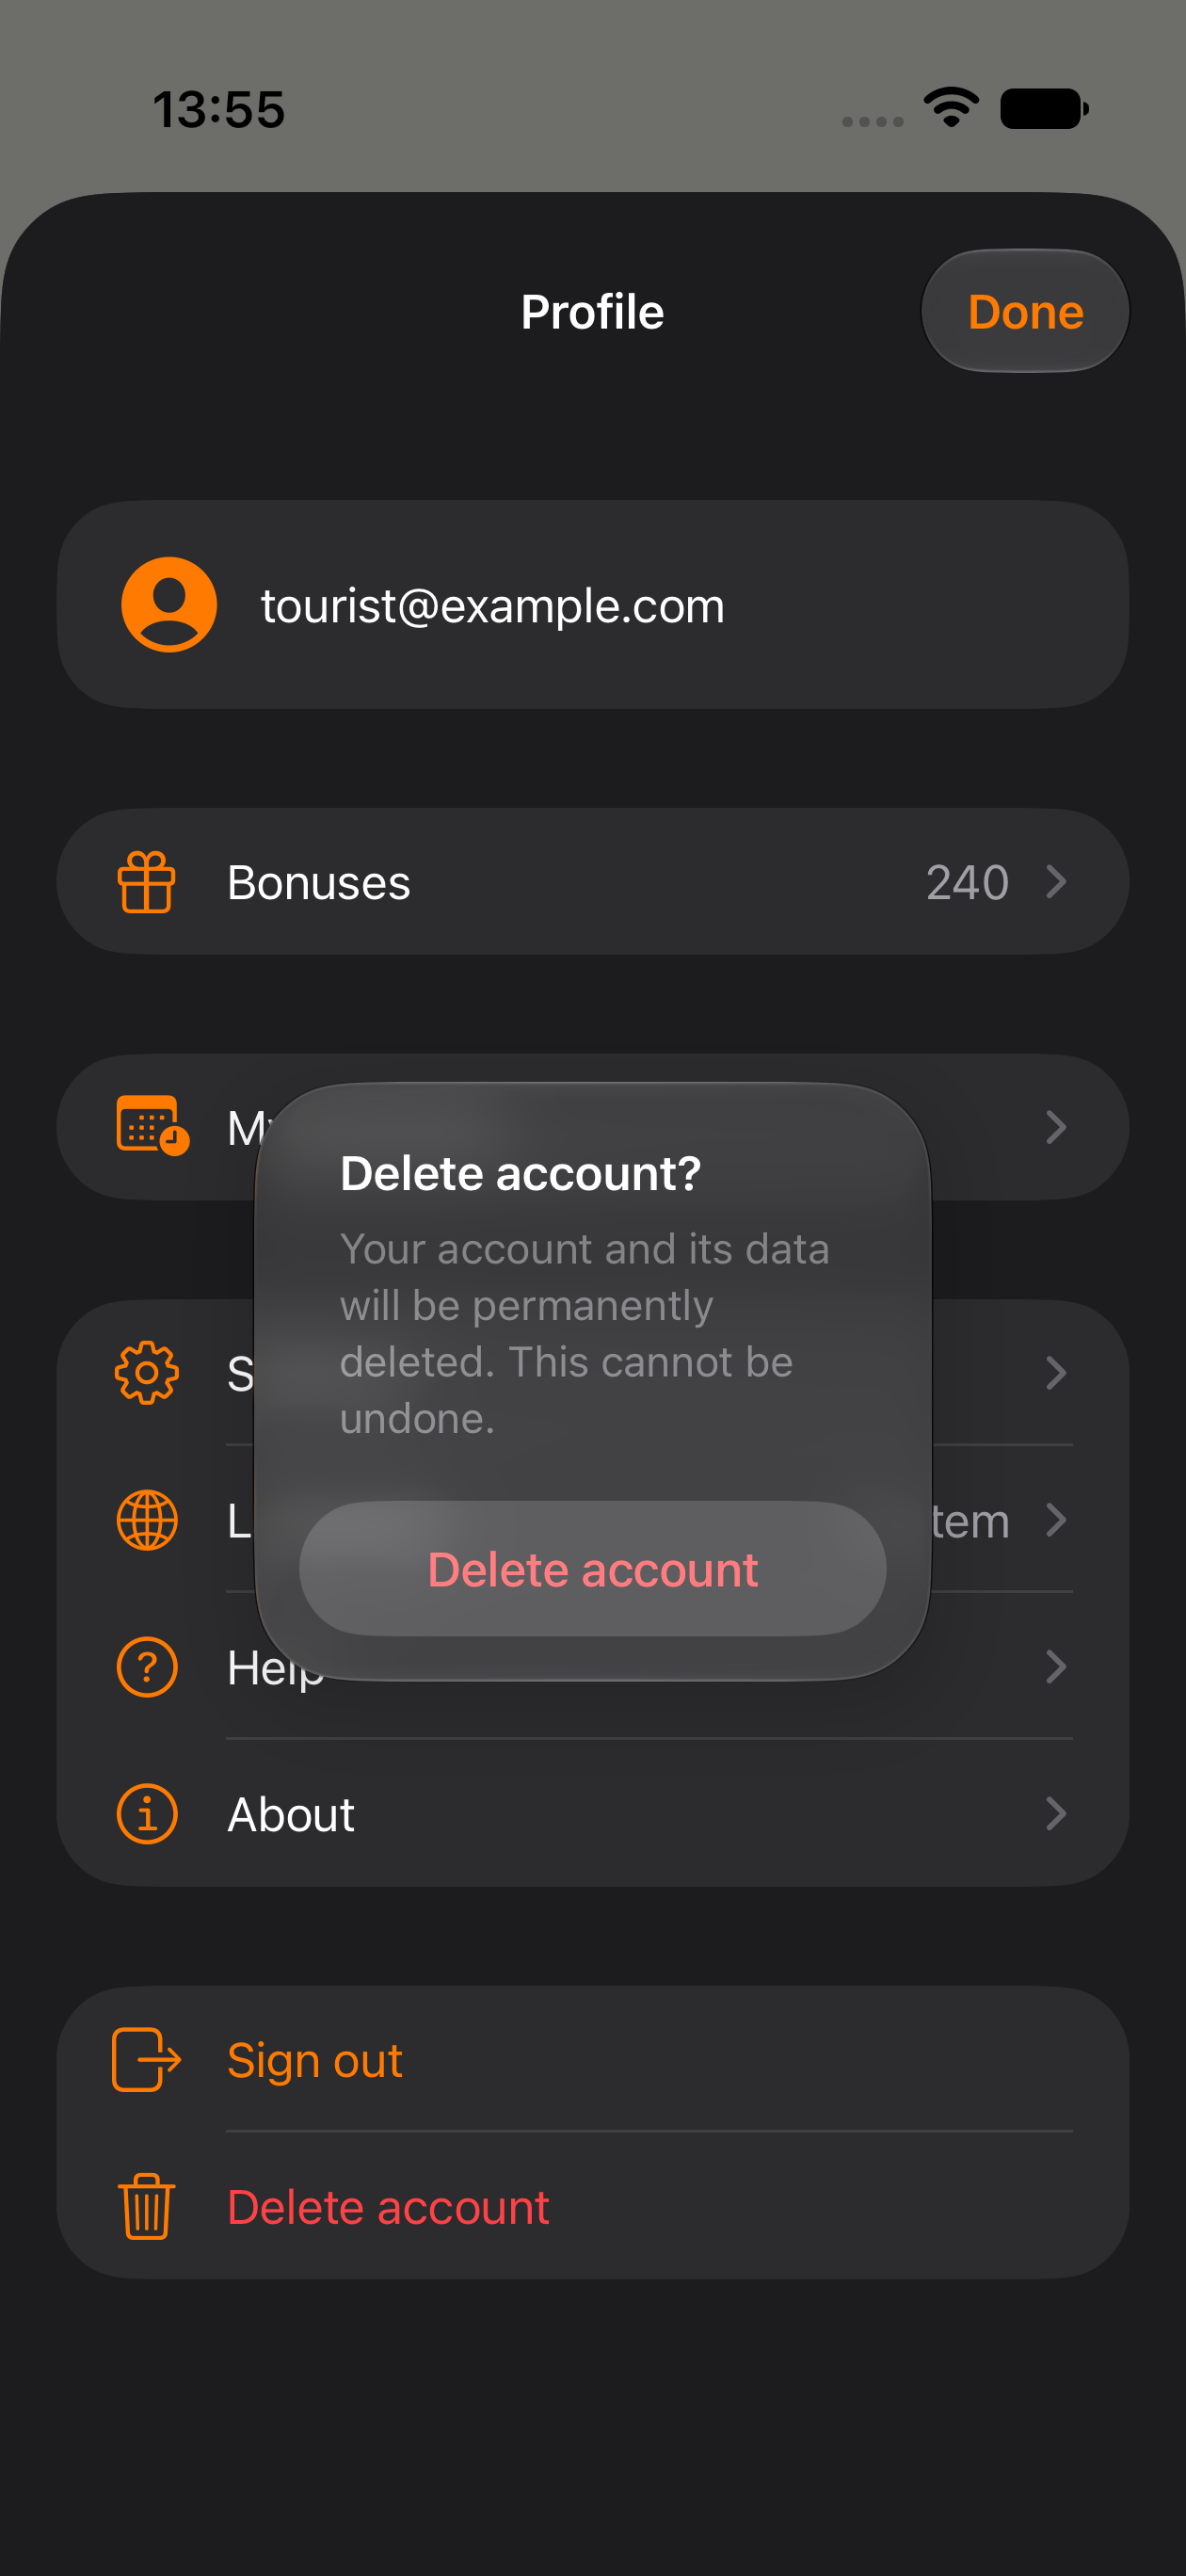 13:55
Profile
Done
tourist@example.com
Bonuses
240
Delete account?
Your account and its data
will be permanently
deleted. This cannot be
undone.
Delete account
Help
About
Sign out
Delete account